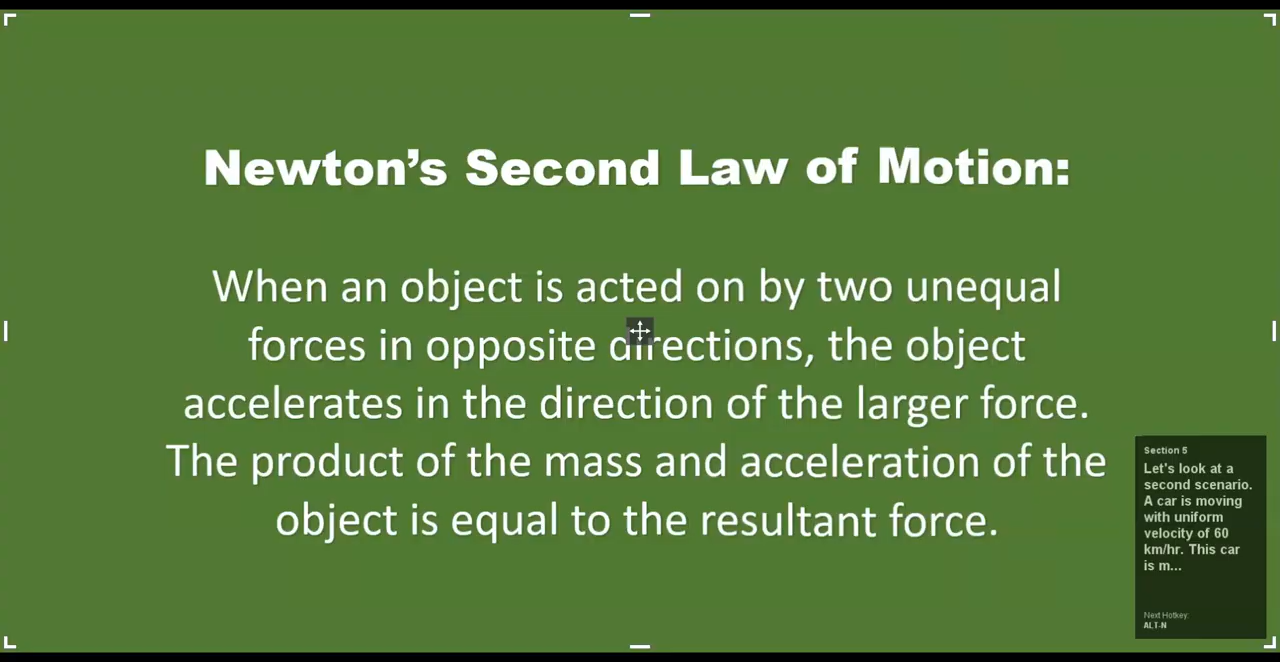 Newton’s Second Law of Motion:
When an object is acted on by two unequal
forces in opposite directions, the object
accelerates in the direction of the larger force.
The product of the mass and acceleration of the
object is equal to the resultant force.
Section 5
Let's look at a
second scenario.
A car is moving
with uniform
velocity of 60
km/hr. This car
is m...
Next Hotkey:
ALT-N